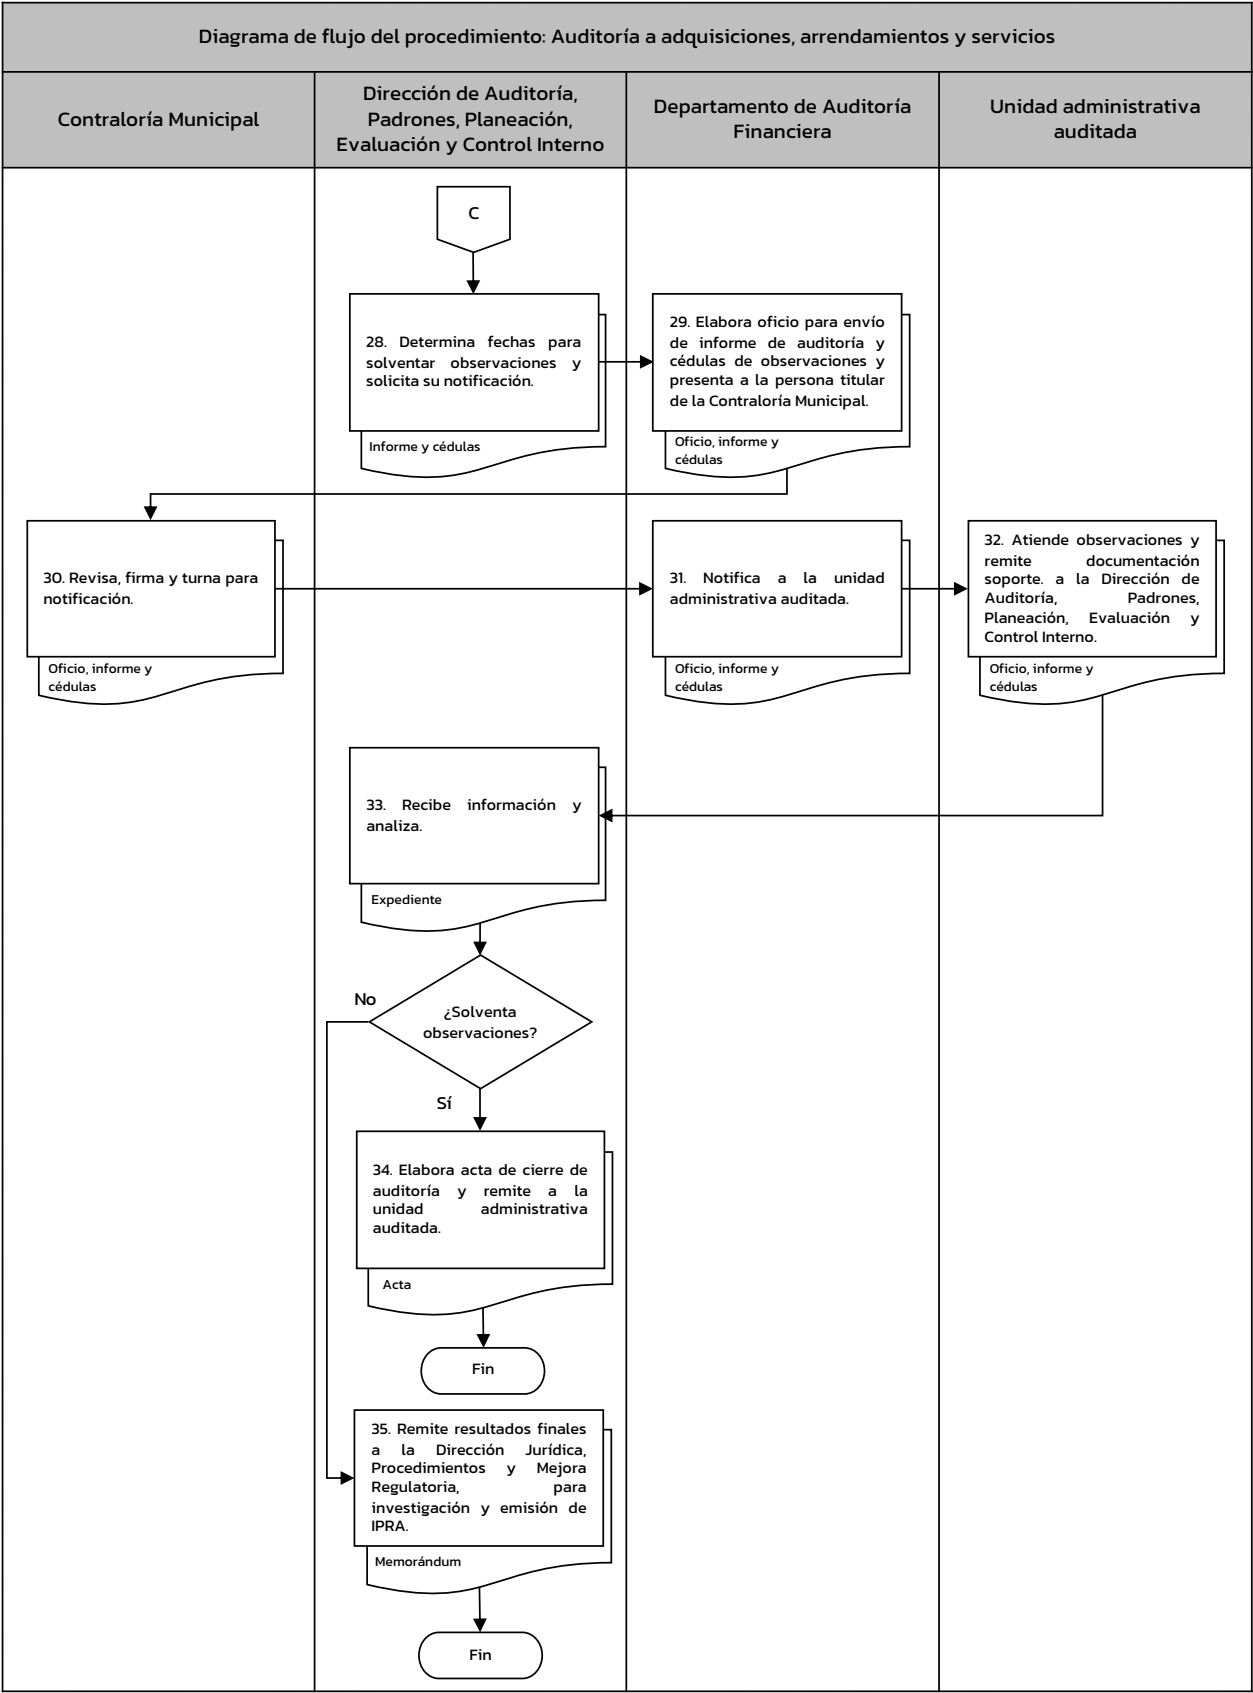 Diagrama de flujo del procedimiento: Auditoría a adquisiciones, arrendamientos y servicios
Contraloría Municipal
Dirección de Auditoría,
Padrones, Planeación,
Evaluación y Control Interno
Departamento de Auditoría
Financiera
Unidad administrativa
auditada
C
28. Determina fechas para
solventar observaciones y
solicita su notificación.
Informe y cédulas
29. Elabora oficio para envío
de informe de auditoría y
cédulas de observaciones y
presenta a la persona titular
de la Contraloría Municipal.
Oficio, informe y
cédulas
30. Revisa, firma y turna para
notificación.
Oficio, informe y
cédulas
31. Notifica a la unidad
administrativa auditada.
Oficio, informe y
cédulas
32. Atiende observaciones y
remite documentación
soporte. a la Dirección de
Auditoría, Padrones,
Planeación, Evaluación y
Control Interno.
Oficio, informe y
cédulas
33. Recibe información y
analiza.
Expediente
No
¿Solventa
observaciones?
Sí
34. Elabora acta de cierre de
auditoría y remite a la
unidad administrativa
auditada.
Acta
Fin
35. Remite resultados finales
a la Dirección Jurídica,
Procedimientos y Mejora
Regulatoria, para
investigación y emisión de
IPRA.
Memorándum
Fin